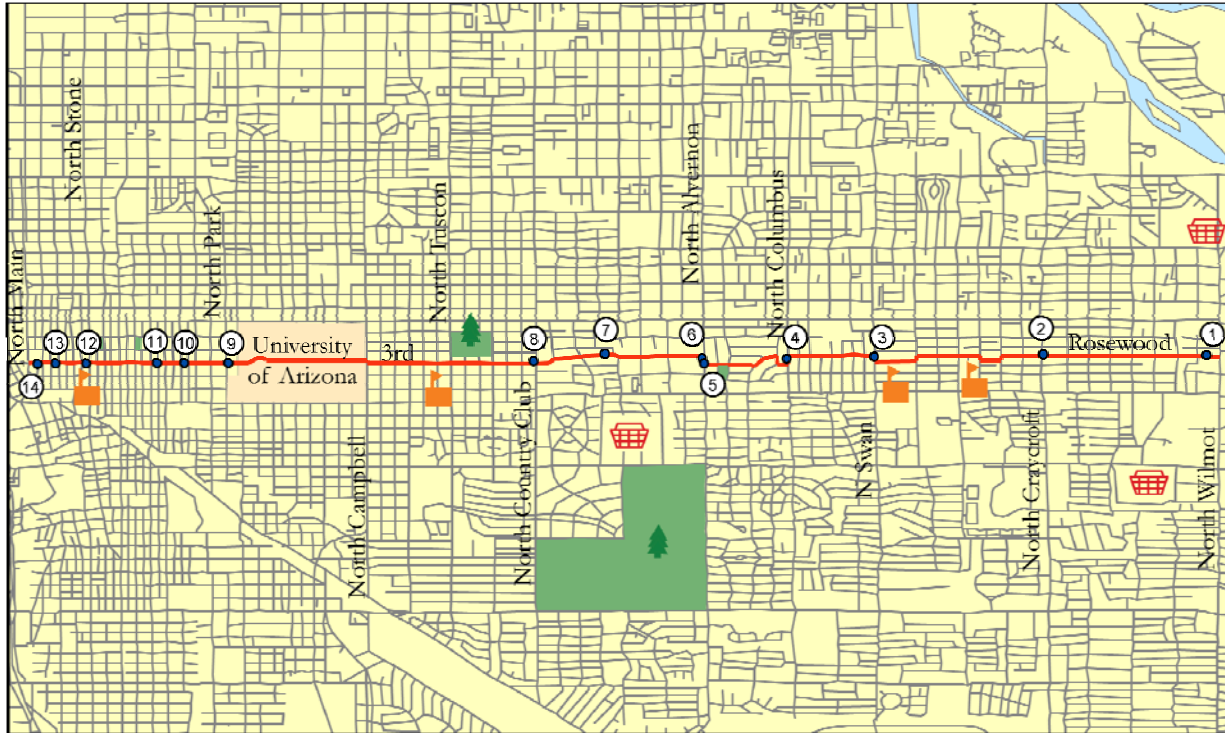 North Stone
North Park
North Tuscon
North Alvernon
North Columbus
North Main
13
12
11
10
9
University
of Arizona
3rd
8
7
6
5
4
3
2
Rosewood
1
14
North Campbell
North Country Club
N Swan
North Craycroft
North Wilmot